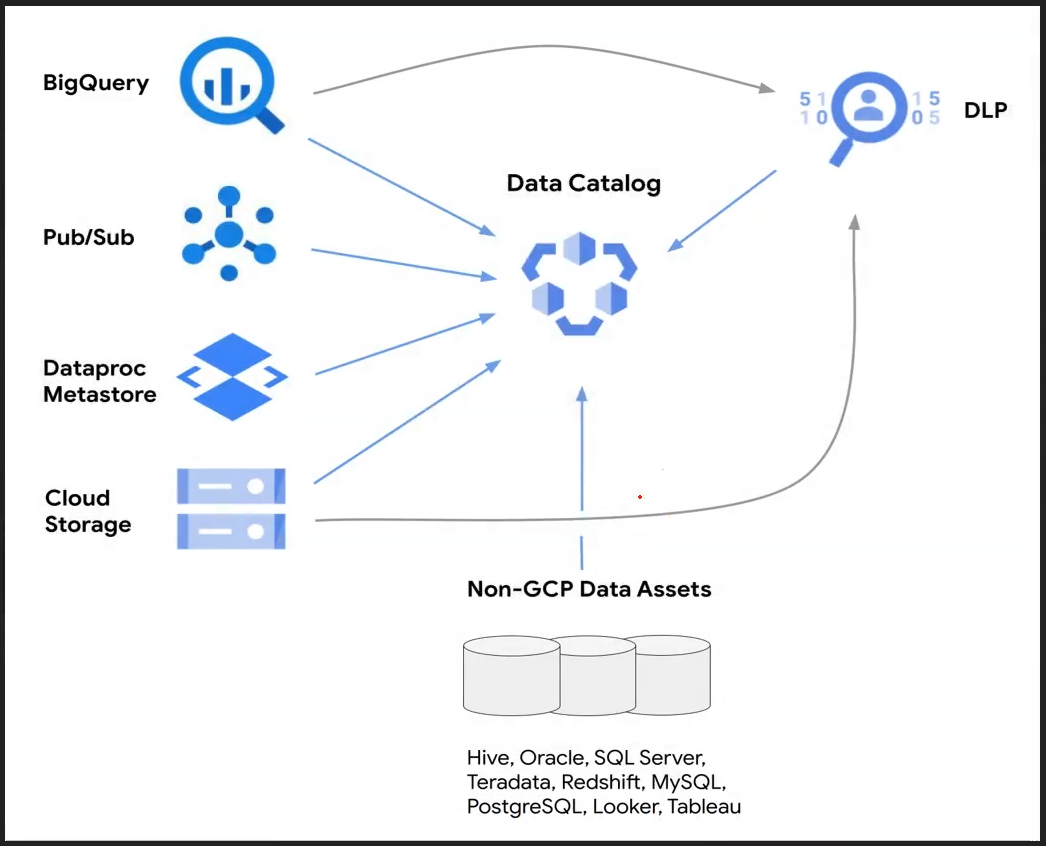 BigQuery
51
10
15
05
DLP
Data Catalog
Pub/Sub
Dataproc
Metastore
Cloud
Storage
Non-GCP Data Assets
Hive, Oracle, SQL Server,
Teradata, Redshift, MySQL,
PostgreSQL, Looker, Tableau